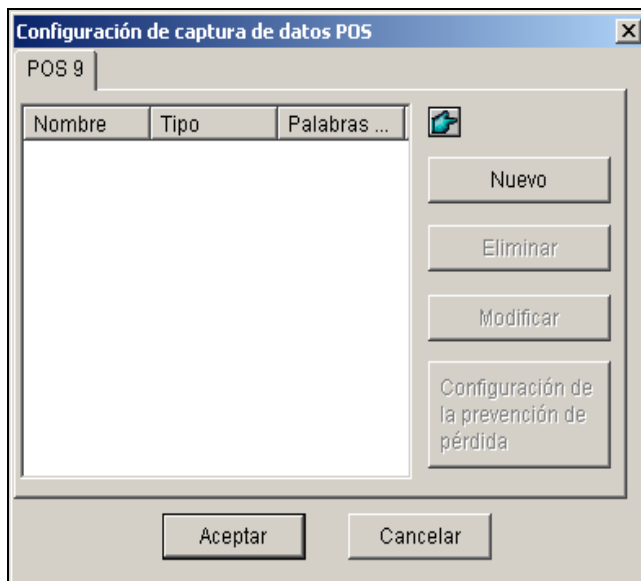 Configuración de captura de datos POS
POS 9
Nombre Tipo Palabras ...
Nuevo
Eliminar
Modificar
Configuración de
la prevención de
pérdida
Aceptar Cancelar